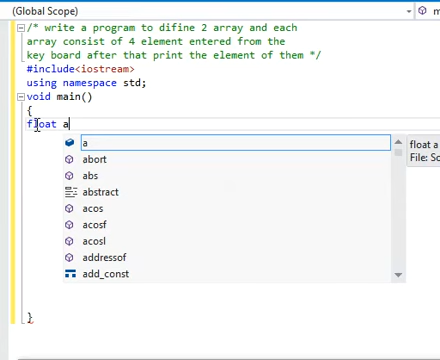 (Global Scope)
/* write a program to difine 2 array and each
array consist of 4 element entered from the
key board after that print the element of them */
#include<iostream>
using namespace std;
void main()
{
float a
a
abort
abs
abstract
acos
acosf
acosl
addressof
add_const
float a
File: Sc
}